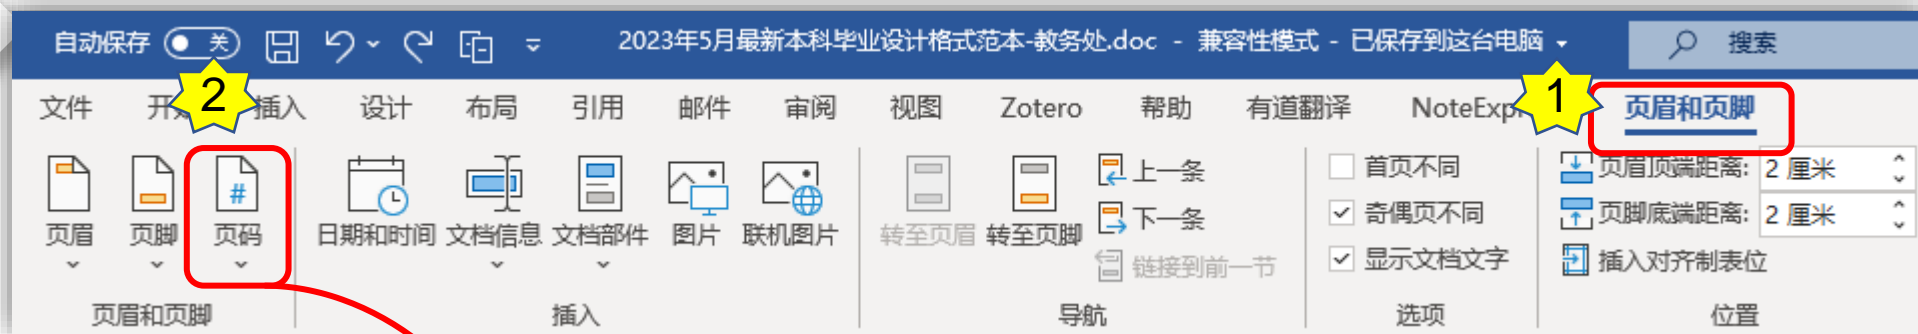 自动保存 关 2023年5月最新本科毕业设计格式范本-教务处.doc - 兼容性模式 - 已保存到这台电脑 搜索
文件 2 插入 设计 布局 引用 邮件 审阅 视图 Zotero 帮助 有道翻译 1 页眉和页脚
页眉 页脚 # 页码 日期和时间 文档信息 文档部件 图片 联机图片 转至页眉 转至页脚
上一条
下一条
链接到前一节
首页不同
奇偶页不同
显示文档文字
页眉顶端距离: 2 厘米
页脚底端距离: 2 厘米
插入对齐制表位
页眉和页脚 插入 导航 选项 位置